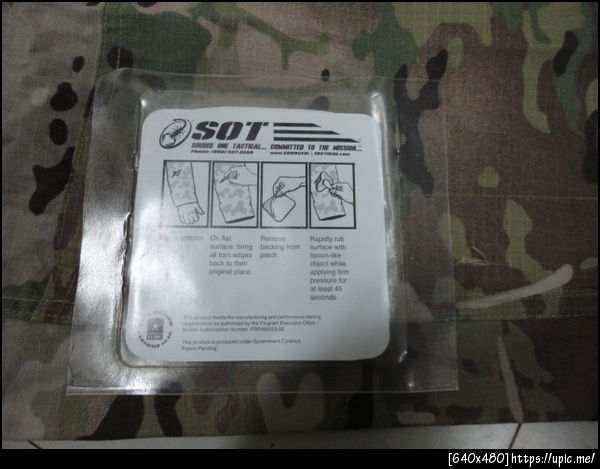 SOT
SOURCE ONE TACTICAL... COMMITTED TO THE MISSION...
uniform
On flat
surface, bring
all torn edges
back to their
original place.
Remove
backing from
patch.
Rapidly rub
surface with
spoon-like
object while
applying firm
pressure for
at least 45
seconds.
This product meets the manufacturing and performance testing
requirements as authorized by the Program Executive Office -
Soldier Authorization Number:
This product is produced under Government Contract.
Patent Pending
[640x480]https://upic.me/